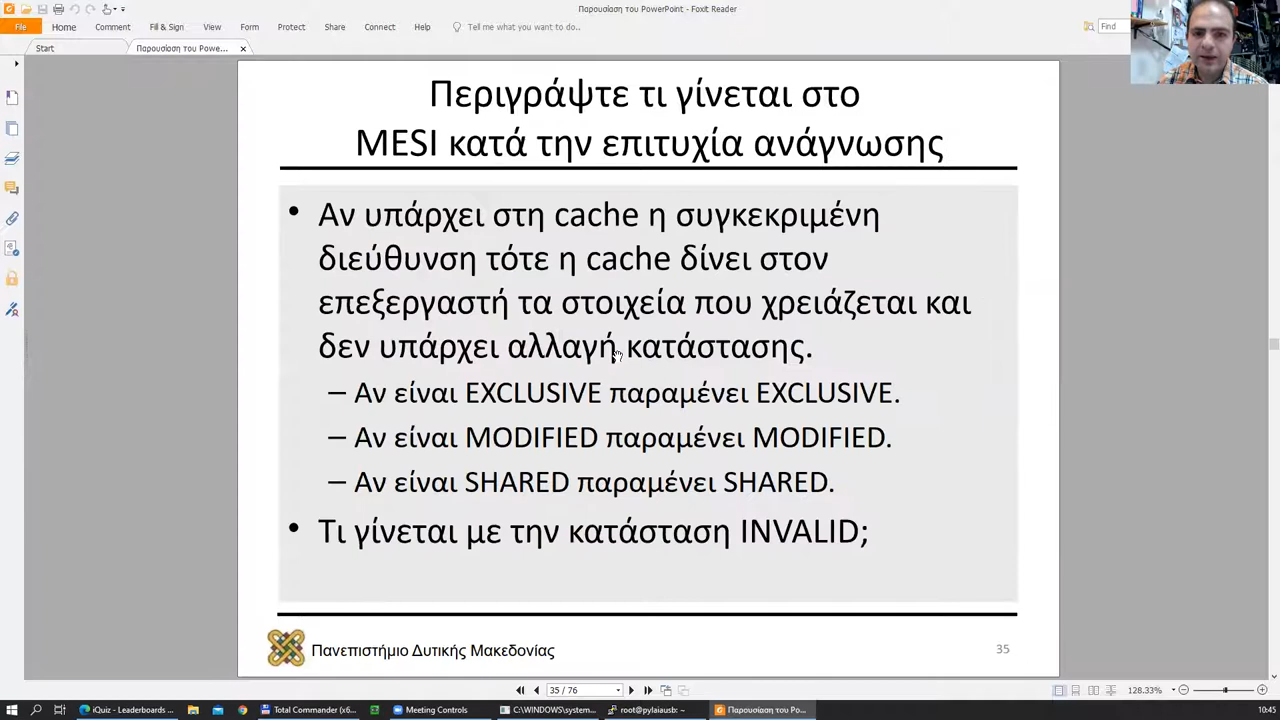 Παρουσίαση του PowerPoint - Foxit Reader
File Home Comment Fill & Sign View Form Protect Share Connect Help Tell me what you want to do.. Find
Start Παρουσίαση του Powe...
Περιγράψτε τι γίνεται στο
MESI κατά την επιτυχία ανάγνωσης
• Αν υπάρχει στη cache η συγκεκριμένη
διεύθυνση τότε η cache δίνει στον
επεξεργαστή τα στοιχεία που χρειάζεται και
δεν υπάρχει αλλαγή κατάστασης.
– Αν είναι EXCLUSIVE παραμένει EXCLUSIVE.
– Αν είναι MODIFIED παραμένει MODIFIED.
– Αν είναι SHARED παραμένει SHARED.
• Τι γίνεται με την κατάσταση INVALID;
Πανεπιστήμιο Δυτικής Μακεδονίας
35
35 / 76
128.33%
iQuiz - Leaderboards ... Total Commander (x6... Meeting Controls C:\WINDOWS\system... root@pylaiausb: ~ Παρουσίαση του Po... 10:45